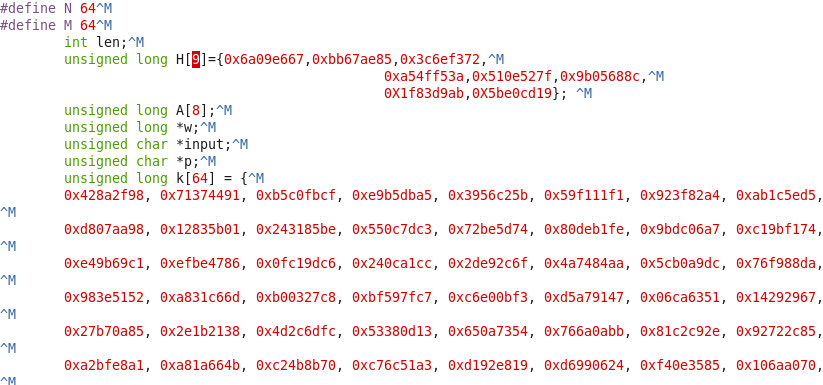 #define N 64^M
#define M 64^M
int len;^M
unsigned long H[9]={0x6a09e667,0xbb67ae85,0x3c6ef372,^M
0xa54ff53a,0x510e527f,0x9b05688c,^M
0X1f83d9ab,0X5be0cd19}; ^M
unsigned long A[8];^M
unsigned long *w;^M
unsigned char *input;^M
unsigned char *p;^M
unsigned long k[64] = {^M
0x428a2f98, 0x71374491, 0xb5c0fbcf, 0xe9b5dba5, 0x3956c25b, 0x59f111f1, 0x923f82a4, 0xab1c5ed5,
^M
0xd807aa98, 0x12835b01, 0x243185be, 0x550c7dc3, 0x72be5d74, 0x80deb1fe, 0x9bdc06a7, 0xc19bf174,
^M
0xe49b69c1, 0xefbe4786, 0x0fc19dc6, 0x240ca1cc, 0x2de92c6f, 0x4a7484aa, 0x5cb0a9dc, 0x76f988da,
^M
0x983e5152, 0xa831c66d, 0xb00327c8, 0xbf597fc7, 0xc6e00bf3, 0xd5a79147, 0x06ca6351, 0x14292967,
^M
0x27b70a85, 0x2e1b2138, 0x4d2c6dfc, 0x53380d13, 0x650a7354, 0x766a0abb, 0x81c2c92e, 0x92722c85,
^M
0xa2bfe8a1, 0xa81a664b, 0xc24b8b70, 0xc76c51a3, 0xd192e819, 0xd6990624, 0xf40e3585, 0x106aa070,
^M